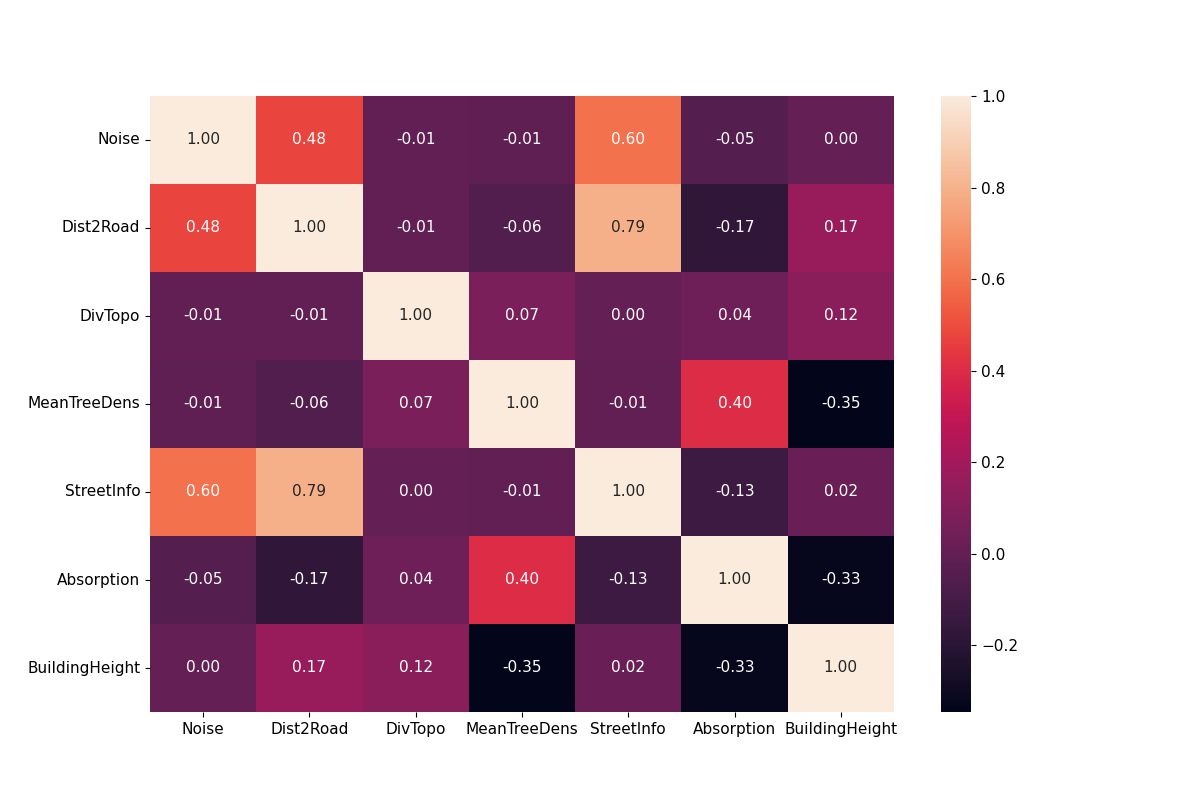 Noise 1.00 0.48 -0.01 -0.01 0.60 -0.05 0.00
Dist2Road 0.48 1.00 -0.01 -0.06 0.79 -0.17 0.17
DivTopo -0.01 -0.01 1.00 0.07 0.00 0.04 0.12
MeanTreeDens -0.01 -0.06 0.07 1.00 -0.01 0.40 -0.35
StreetInfo 0.60 0.79 0.00 -0.01 1.00 -0.13 0.02
Absorption -0.05 -0.17 0.04 0.40 -0.13 1.00 -0.33
BuildingHeight 0.00 0.17 0.12 -0.35 0.02 -0.33 1.00
Noise Dist2Road DivTopo MeanTreeDens StreetInfo Absorption BuildingHeight
1.0
0.8
0.6
0.4
0.2
0.0
−0.2